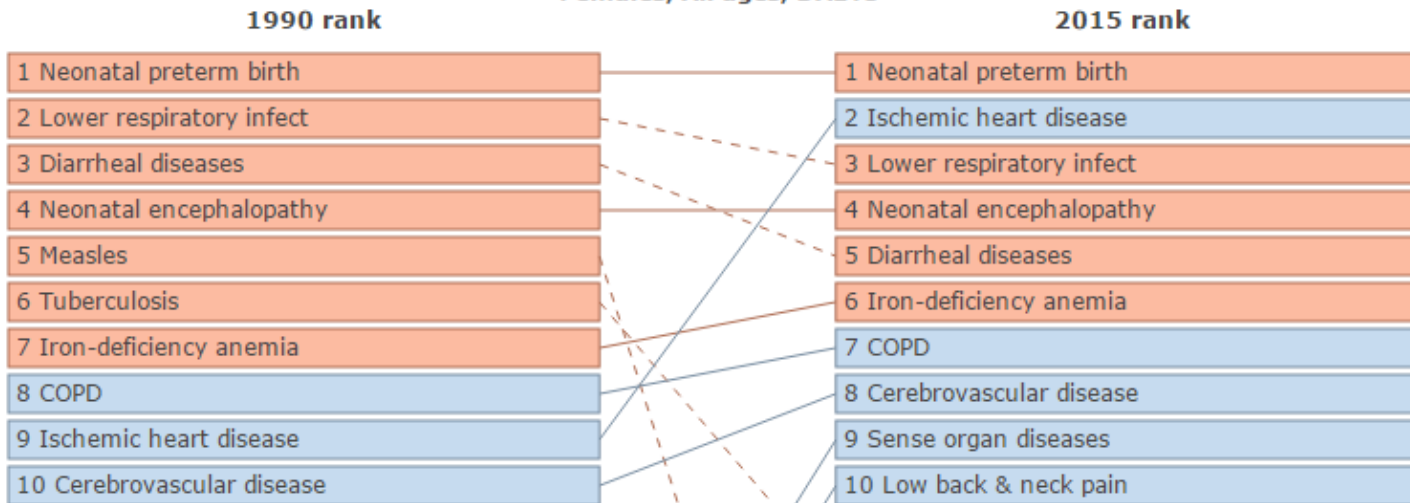 1990 rank
2015 rank
1 Neonatal preterm birth
1 Neonatal preterm birth
2 Lower respiratory infect
2 Ischemic heart disease
3 Diarrheal diseases
3 Lower respiratory infect
4 Neonatal encephalopathy
4 Neonatal encephalopathy
5 Measles
5 Diarrheal diseases
6 Tuberculosis
6 Iron-deficiency anemia
7 Iron-deficiency anemia
7 COPD
8 COPD
8 Cerebrovascular disease
9 Ischemic heart disease
9 Sense organ diseases
10 Cerebrovascular disease
10 Low back & neck pain